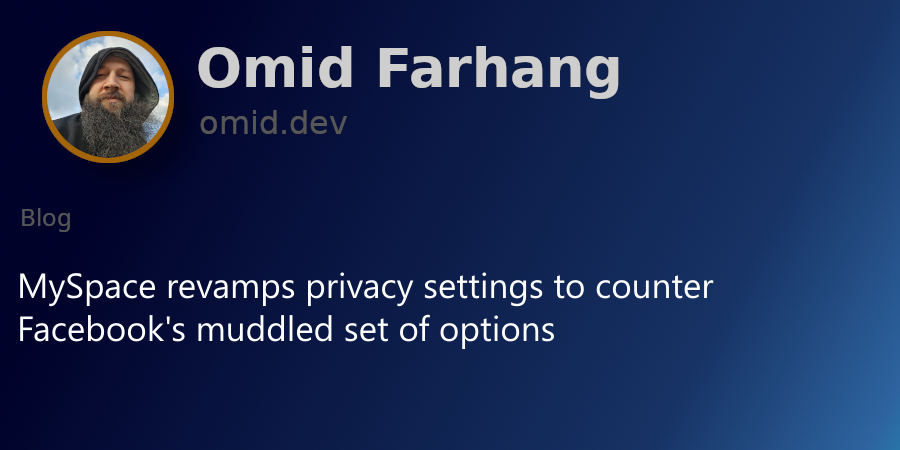 Omid Farhang
omid.dev
Blog
MySpace revamps privacy settings to counter
Facebook's muddled set of options